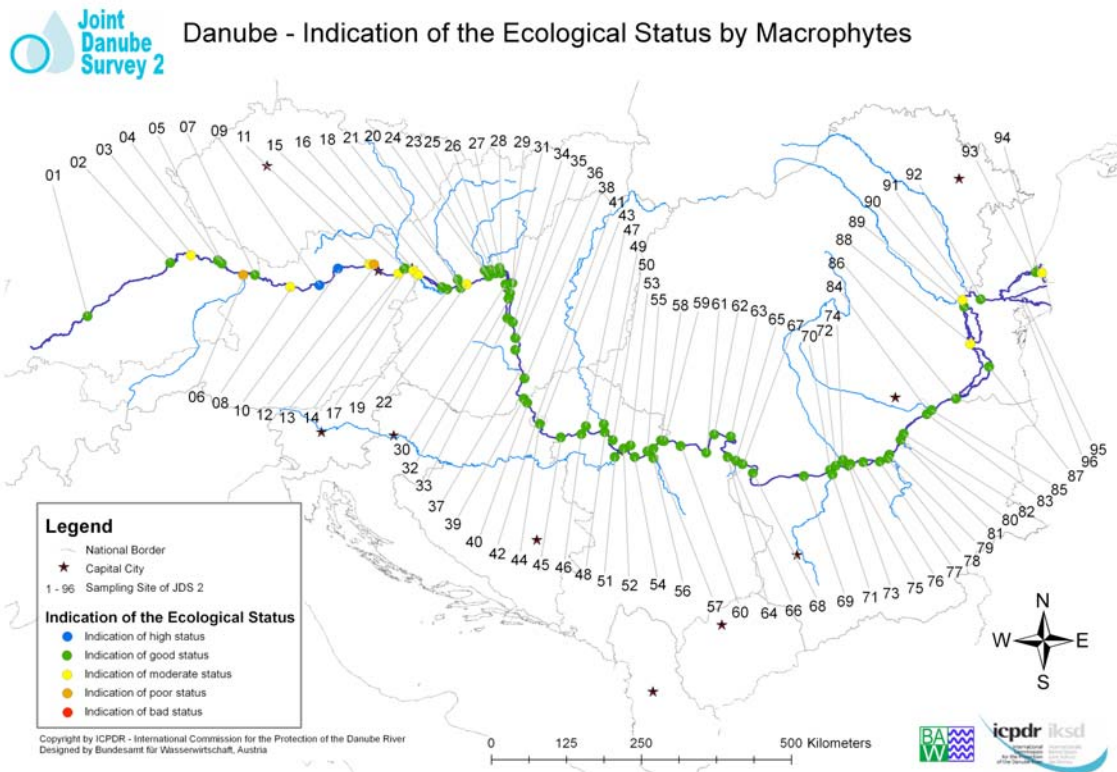 Joint
Danube
Survey 2
Danube - Indication of the Ecological Status by Macrophytes
01 02 03 04 05 07 09 11 15 16 18 21 20 24 23 25 26 27 28 29 31 34 35 36 38 41 43 47 49 50 53 55 58 59 61 62 63 65 67 70 72 74 84 86 88 89 90 91 92 93 94
06 08 10 12 13 14 17 19 22 30 32 33 37 39 40 42 44 45 46 48 51 52 54 56 57 60 64 66 68 69 71 73 75 76 77 78 79 81 80 82 83 85 87 96 95
Legend
National Border
Capital City
1 - 96 Sampling Site of JDS 2
Indication of the Ecological Status
Indication of high status
Indication of good status
Indication of moderate status
Indication of poor status
Indication of bad status
Copyright by ICPDR - International Commission for the Protection of the Danube River
Designed by Bundesamt für Wasserwirtschaft, Austria
0 125 250 500 Kilometers
N
W E
S
BAW
icpdr iksd